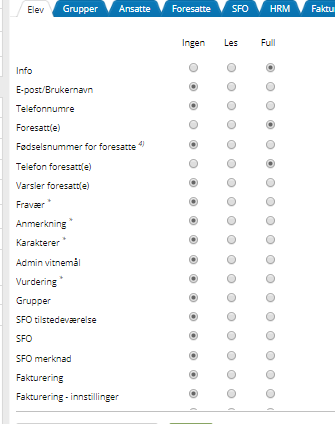 Elev Grupper Ansatte Foresatte SFO HRM Faktu
Ingen Les Full
Info
E-post/Brukernavn
Telefonnumre
Foresatt(e)
Fødselsnummer for foresatte 4)
Telefon foresatt(e)
Varsler foresatt(e)
Fravær *
Anmerkning *
Karakterer *
Admin vitnemål
Vurdering *
Grupper
SFO tilstedeværelse
SFO
SFO merknad
Fakturering
Fakturering - innstillinger